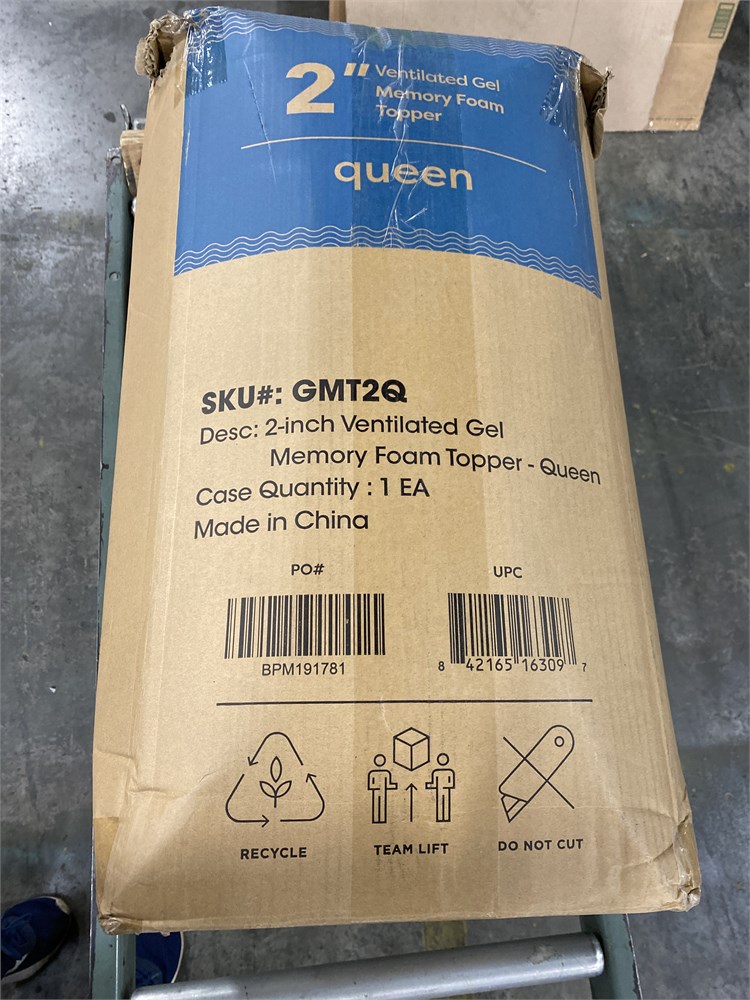 2" Ventilated Gel
Memory Foam
Topper
queen
SKU#: GMT2Q
Desc: 2-inch Ventilated Gel
Memory Foam Topper - Queen
Case Quantity : 1 EA
Made in China
PO#
UPC
BPM191781
8 42165 16309 7
RECYCLE
TEAM LIFT
DO NOT CUT